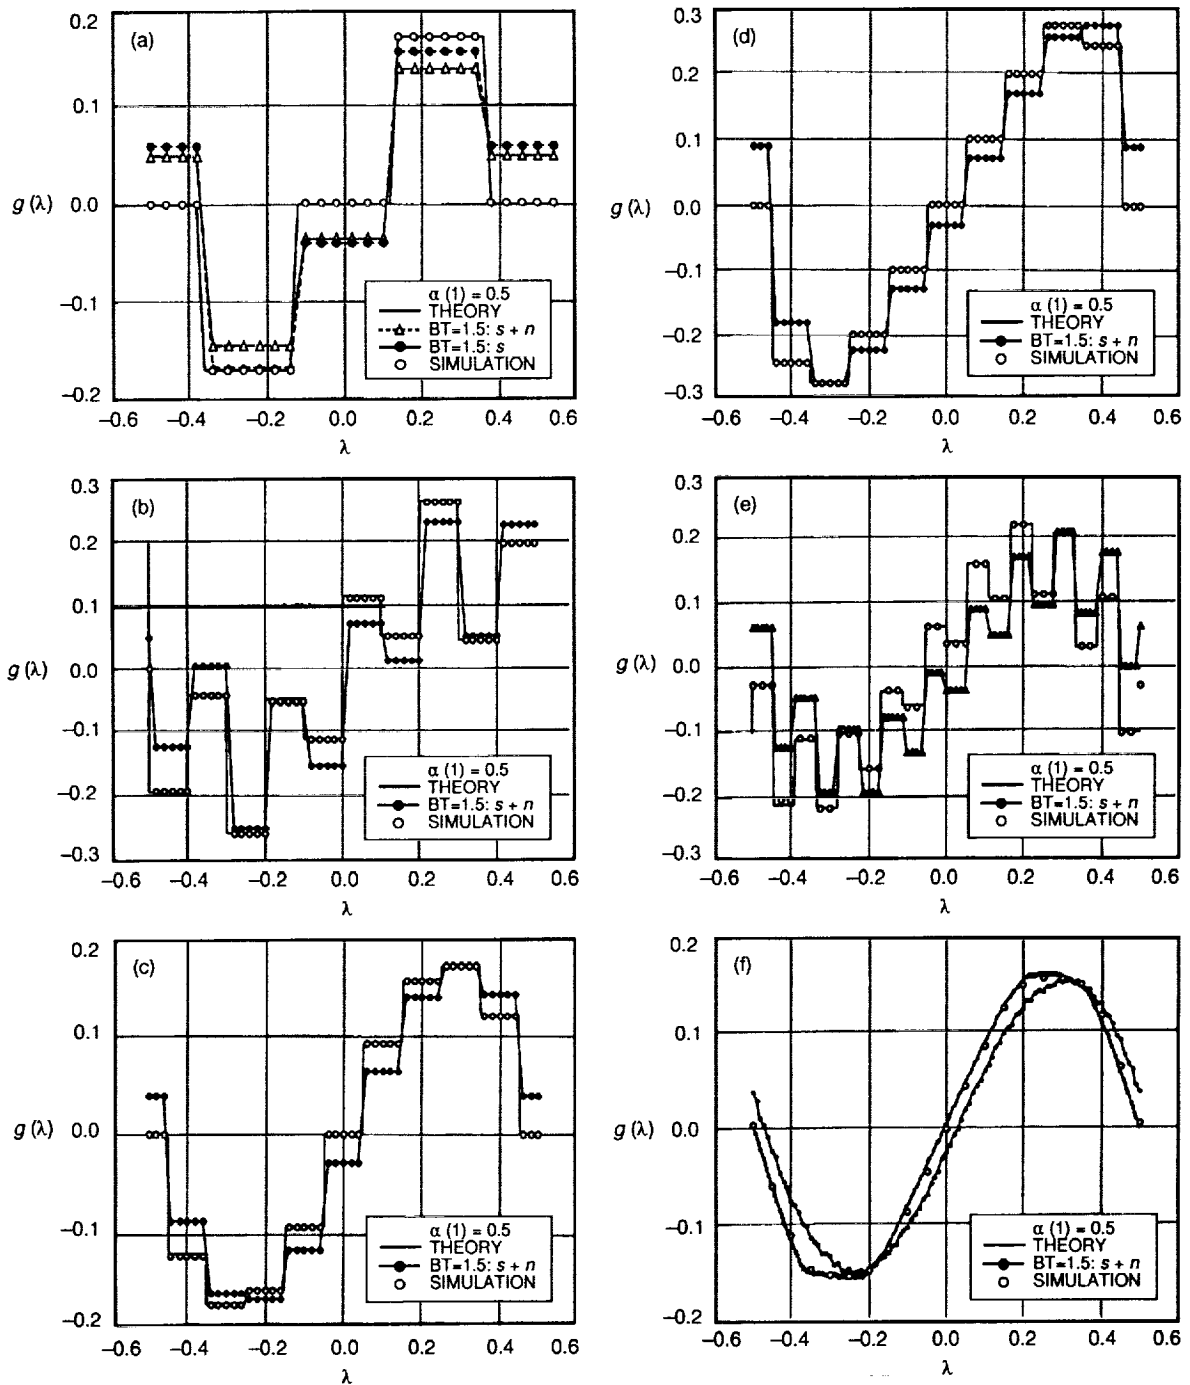 (a)
0.2
0.1
g (λ)
0.0
−0.1
−0.2
−0.6
−0.4
−0.2
0.0
0.2
0.4
0.6
λ
α (1) = 0.5
THEORY
BT=1.5: s + n
BT=1.5: s
SIMULATION
(d)
0.3
0.2
0.1
g (λ)
0.0
−0.1
−0.2
−0.3
−0.6
−0.4
−0.2
0.0
0.2
0.4
0.6
λ
α (1) = 0.5
THEORY
BT=1.5: s + n
SIMULATION
(b)
0.3
0.2
0.1
g (λ)
0.0
−0.1
−0.2
−0.3
−0.6
−0.4
−0.2
0.0
0.2
0.4
0.6
λ
α (1) = 0.5
THEORY
BT=1.5: s + n
SIMULATION
(e)
0.3
0.2
0.1
g (λ)
0.0
−0.1
−0.2
−0.3
−0.6
−0.4
−0.2
0.0
0.2
0.4
0.6
λ
α (1) = 0.5
THEORY
BT=1.5: s + n
SIMULATION
(c)
0.2
0.1
g (λ)
0.0
−0.1
−0.2
−0.6
−0.4
−0.2
0.0
0.2
0.4
0.6
λ
α (1) = 0.5
THEORY
BT=1.5: s + n
SIMULATION
(f)
0.2
0.1
g (λ)
0.0
−0.1
−0.2
−0.6
−0.4
−0.2
0.0
0.2
0.4
0.6
λ
α (1) = 0.5
THEORY
BT=1.5: s + n
SIMULATION